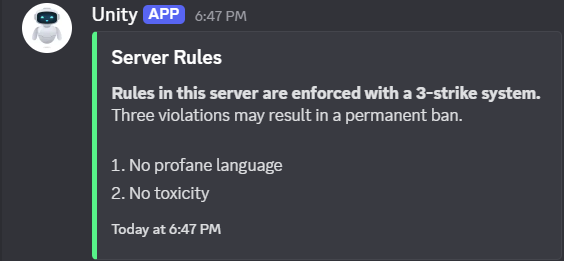 Unity APP 6:47 PM
Server Rules
Rules in this server are enforced with a 3-strike system.
Three violations may result in a permanent ban.
1. No profane language
2. No toxicity
Today at 6:47 PM